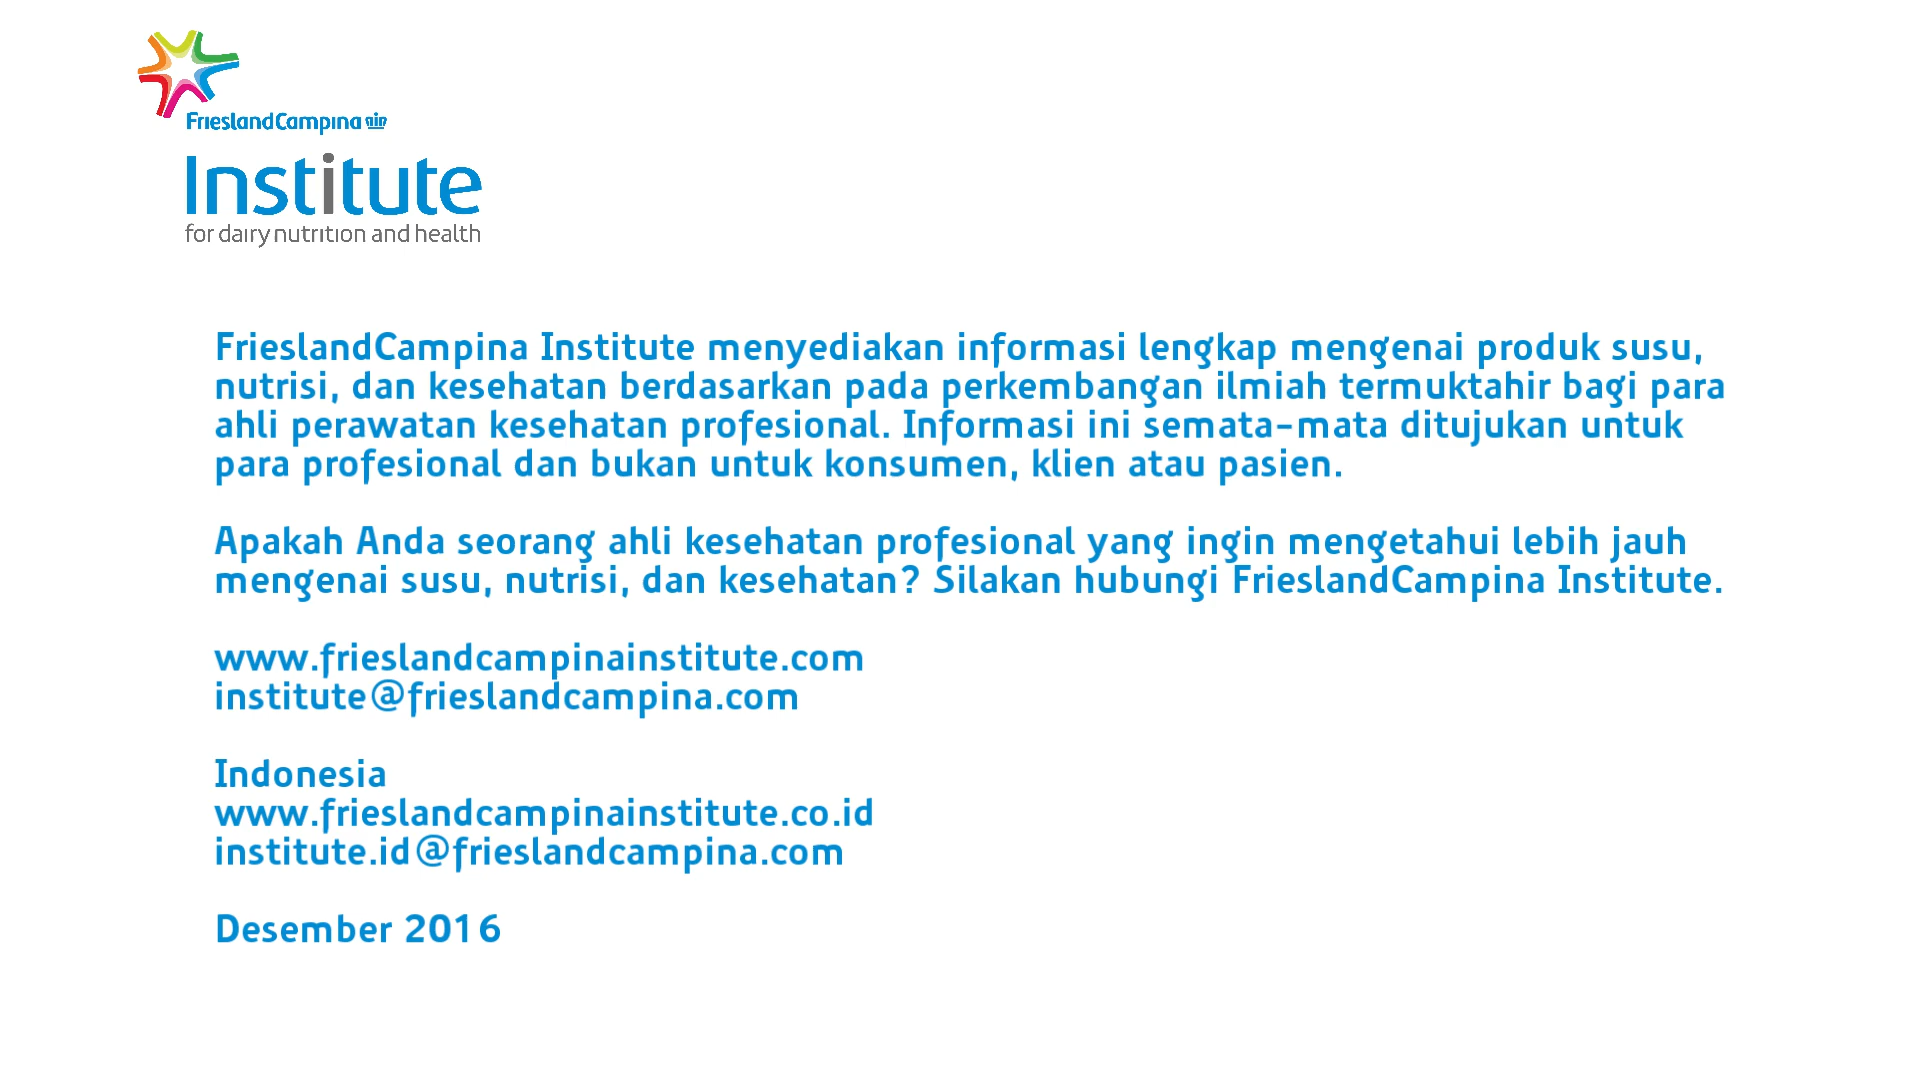 FrieslandCampina
Institute
for dairy nutrition and health
FrieslandCampina Institute menyediakan informasi lengkap mengenai produk susu,
nutrisi, dan kesehatan berdasarkan pada perkembangan ilmiah termuktahir bagi para
ahli perawatan kesehatan profesional. Informasi ini semata-mata ditujukan untuk
para profesional dan bukan untuk konsumen, klien atau pasien.
Apakah Anda seorang ahli kesehatan profesional yang ingin mengetahui lebih jauh
mengenai susu, nutrisi, dan kesehatan? Silakan hubungi FrieslandCampina Institute.
www.frieslandcampinainstitute.com
institute@frieslandcampina.com
Indonesia
www.frieslandcampinainstitute.co.id
institute.id@frieslandcampina.com
Desember 2016